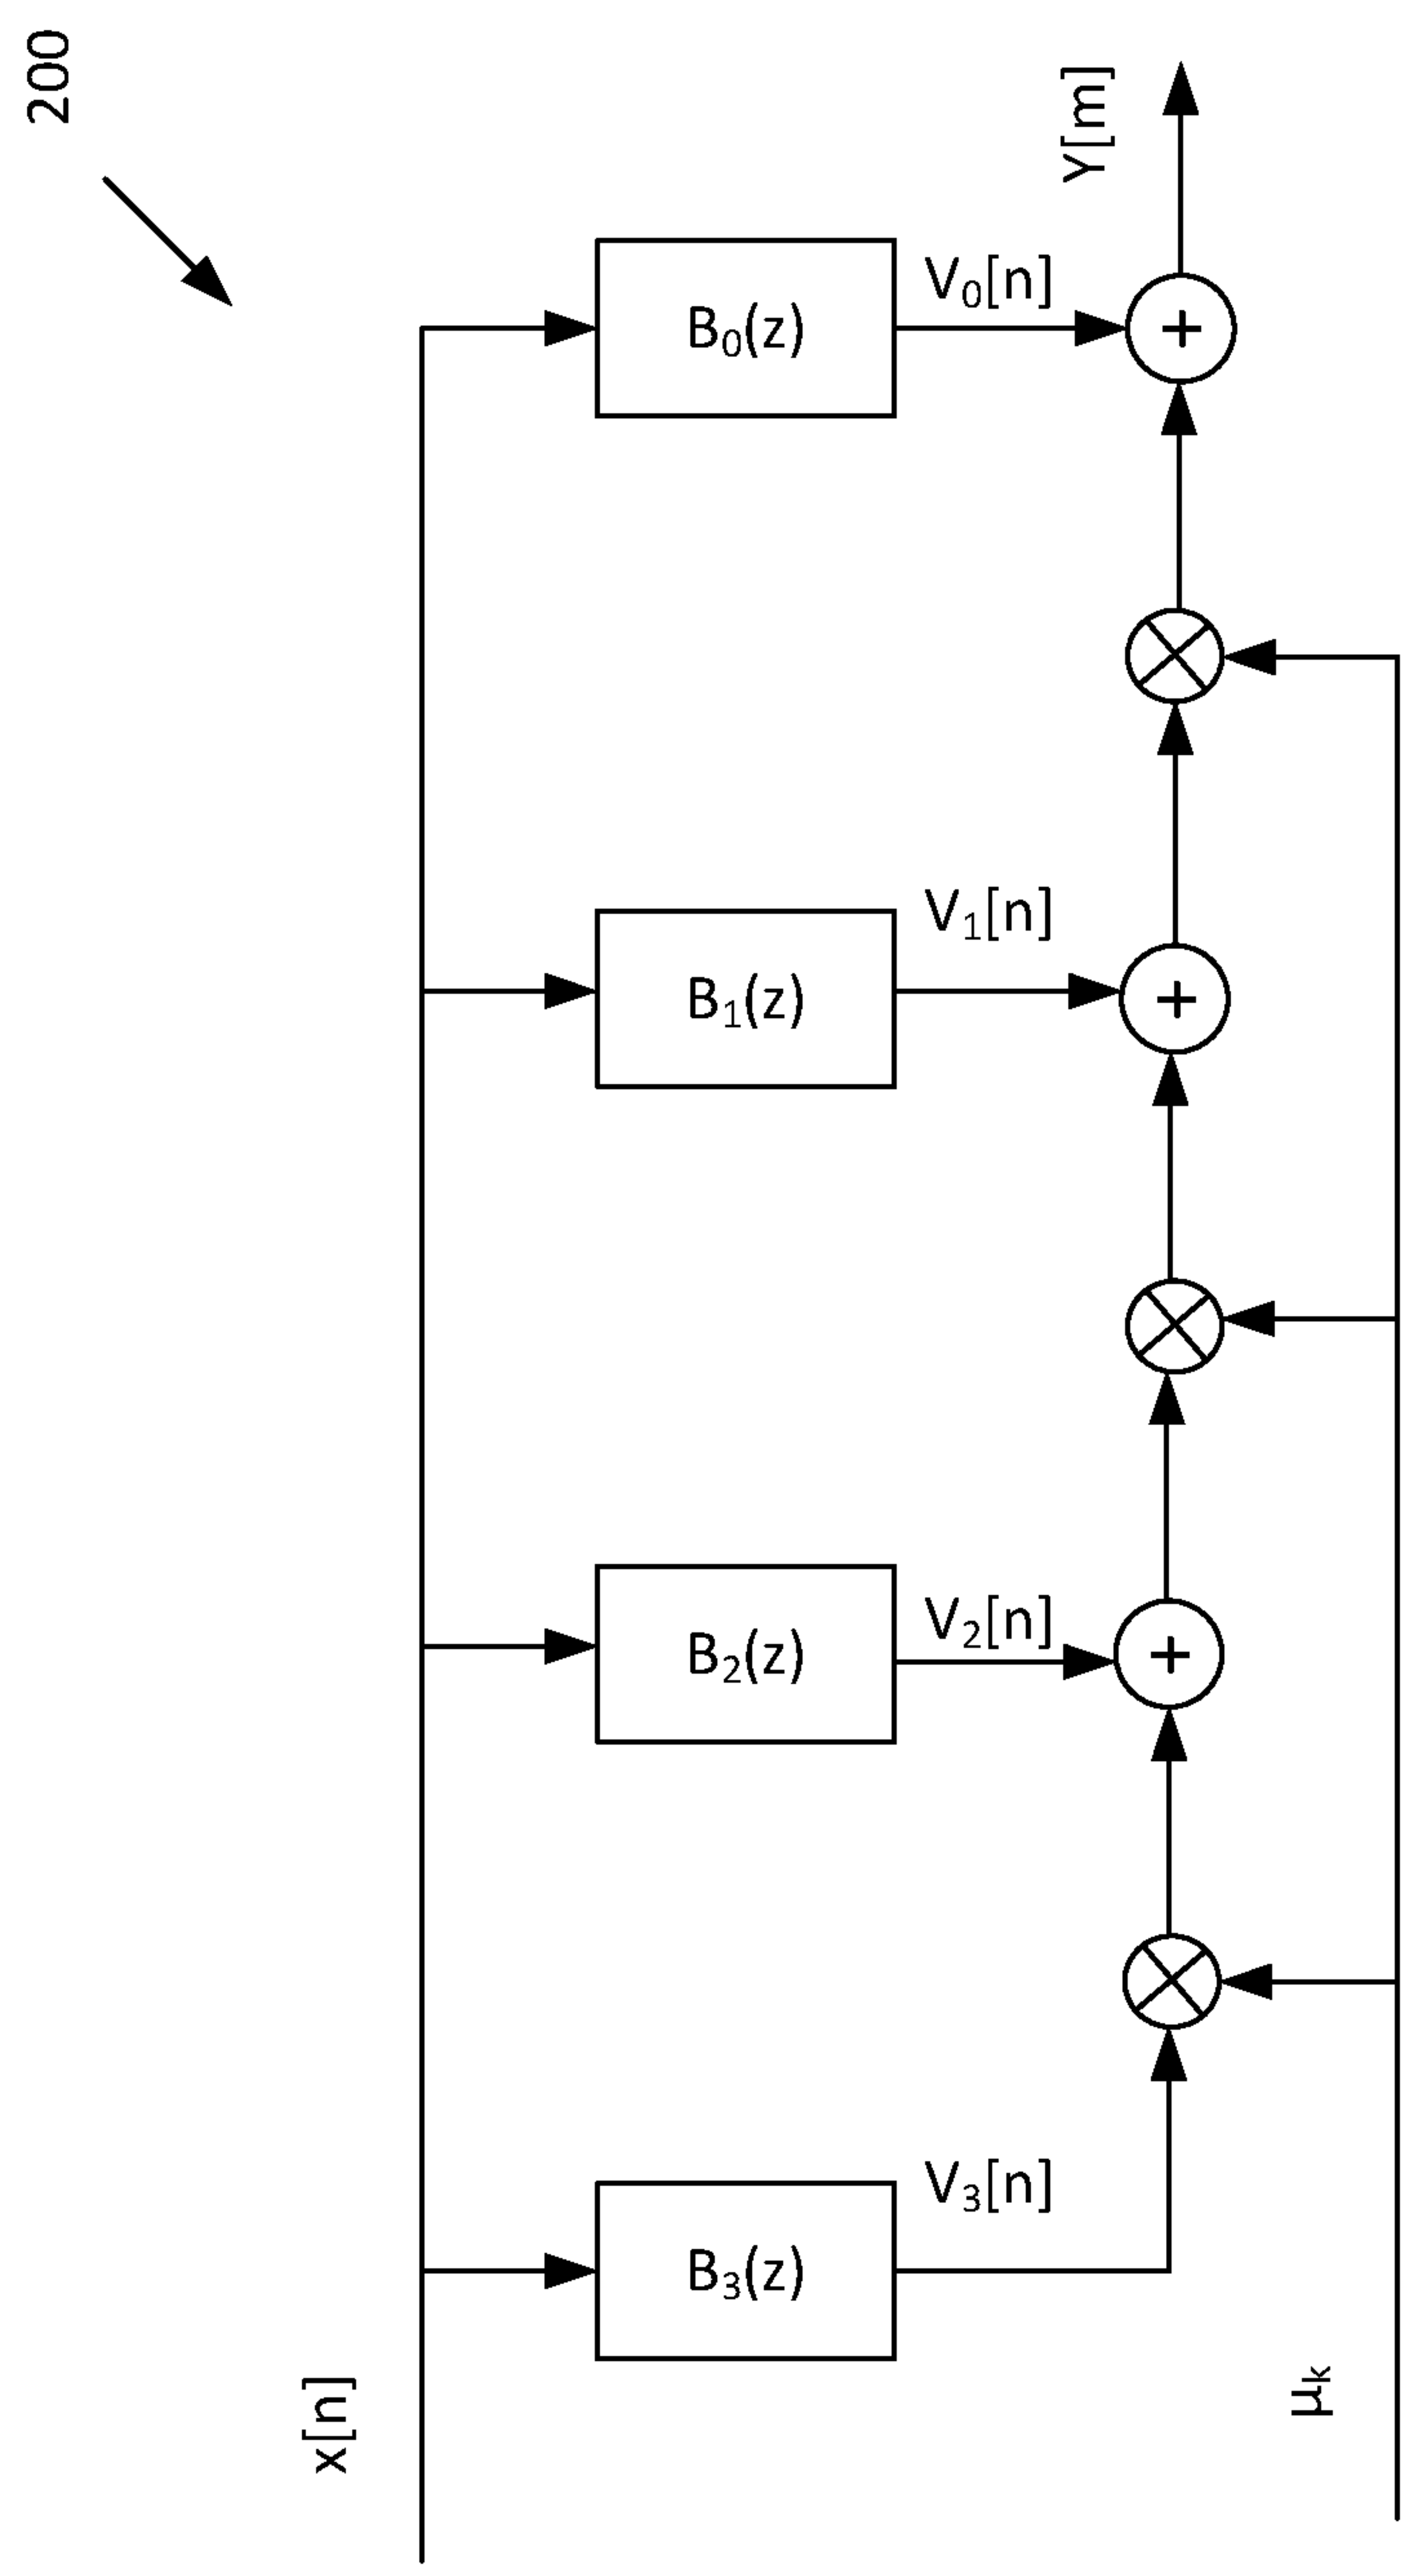 200
x[n]
B₃(z)
B₂(z)
B₁(z)
B₀(z)
V₃[n]
V₂[n]
V₁[n]
V₀[n]
+
+
+
Y[m]
μₖ